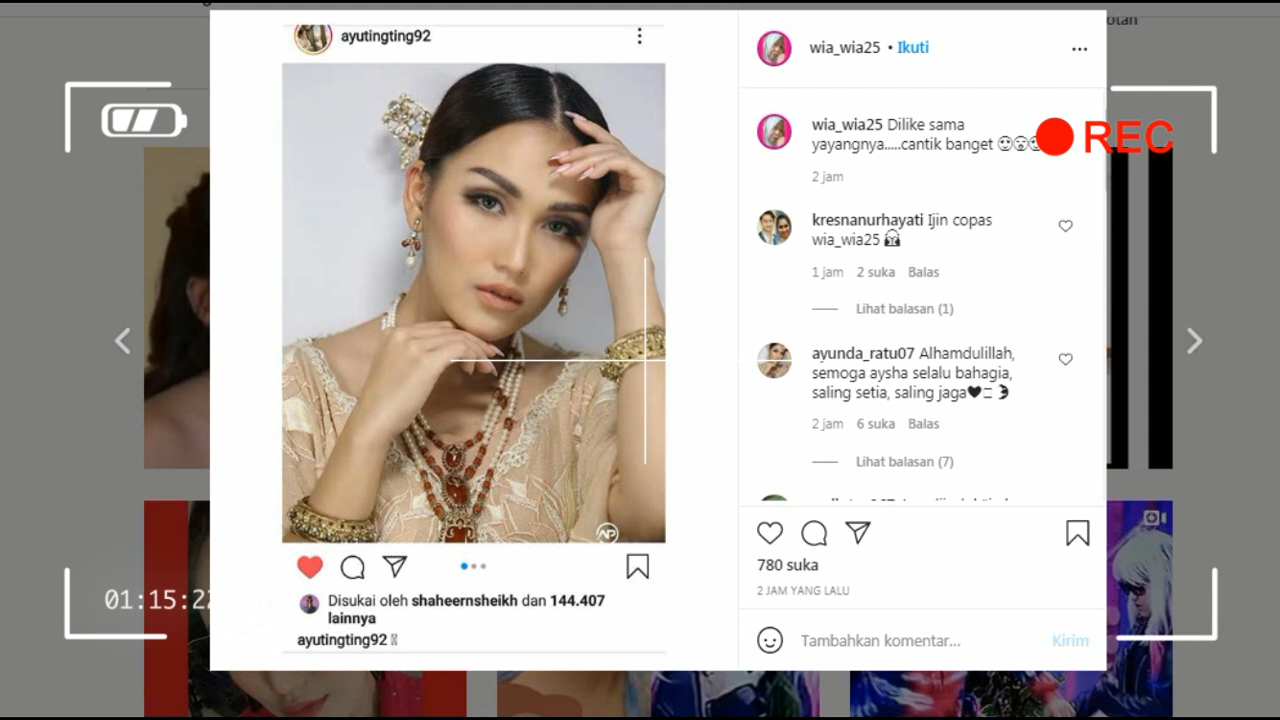 ayutingting92
wia_wia25 • Ikuti
wia_wia25 Dilike sama
yayangnya.....cantik banget
REC
2 jam
kresnanurhayati Ijin copas
wia_wia25
1 jam 2 suka Balas
Lihat balasan (1)
ayunda_ratu07 Alhamdulillah,
semoga aysha selalu bahagia,
saling setia, saling jaga
2 jam 6 suka Balas
Lihat balasan (7)
780 suka
2 JAM YANG LALU
Tambahkan komentar... Kirim
AP
Disukai oleh shaheernsheikh dan 144.407
lainnya
ayutingting92
01:15:22